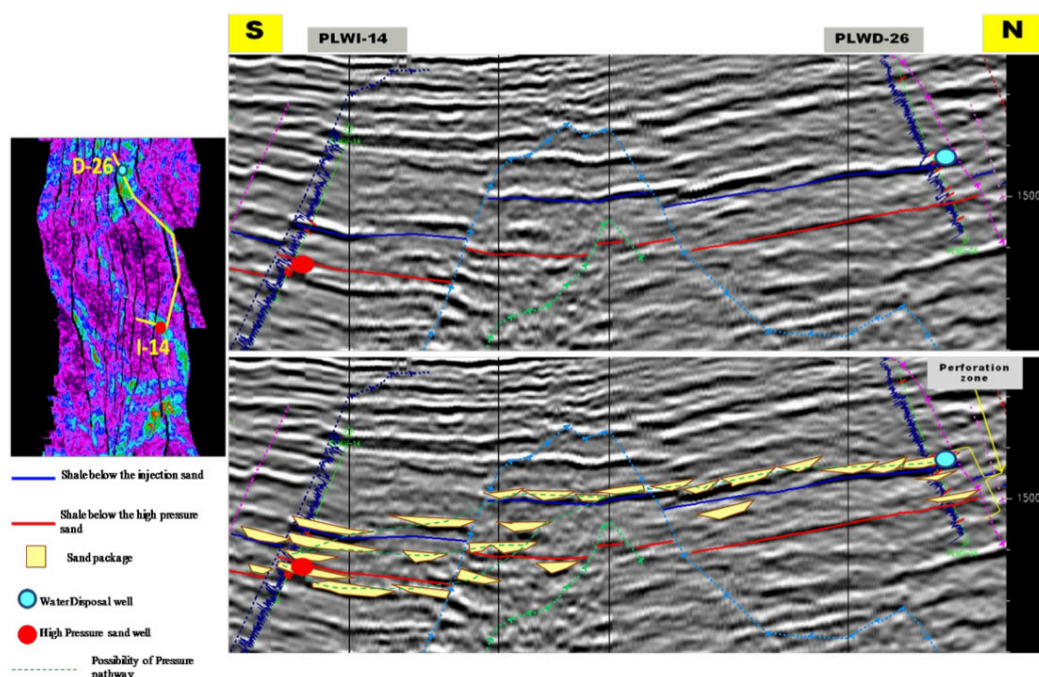 S
PLWI-14
PLWD-26
N
D-26
I-14
1500
Perforation
zone
1500
Shale below the injection sand
Shale below the high pressure
sand
Sand package
Water Disposal well
High Pressure sand well
Possibility of Pressure
pathway